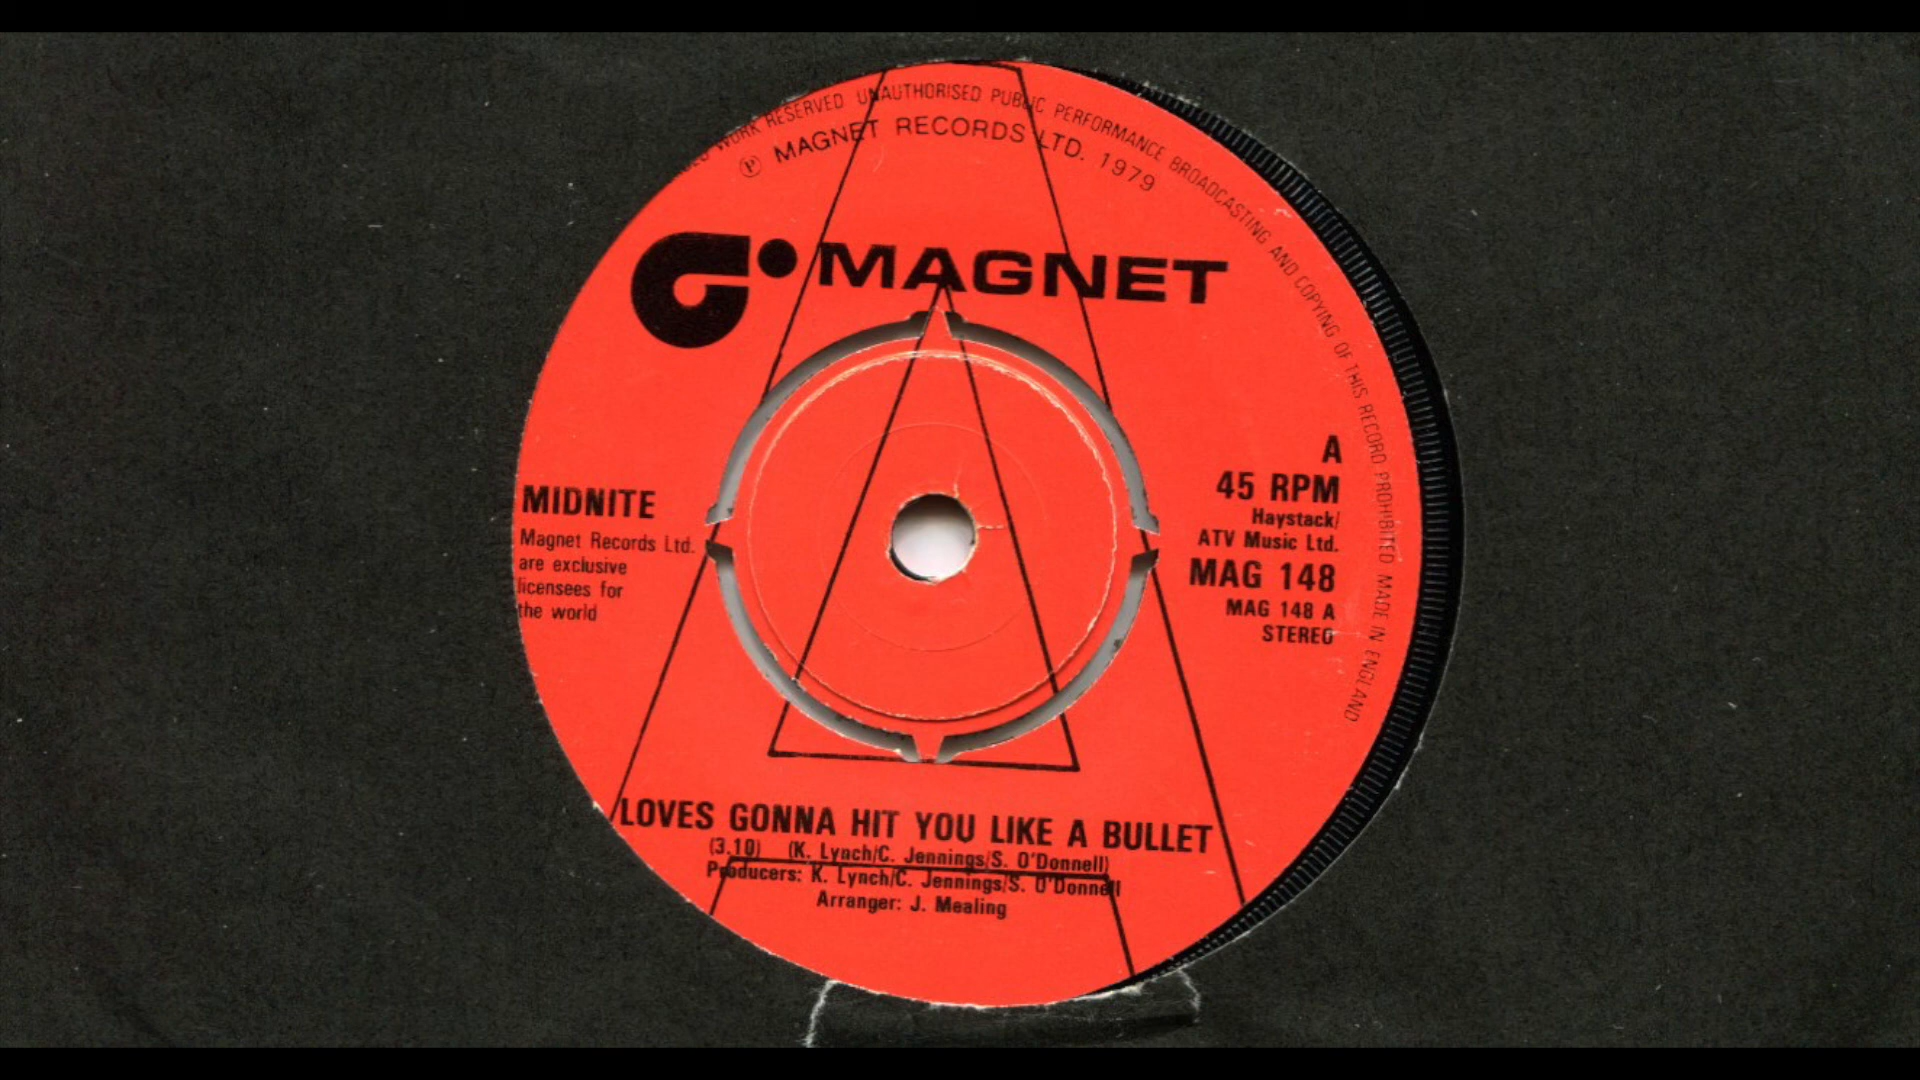 WORK RESERVED UNAUTHORISED PUBLIC PERFORMANCE BROADCASTING AND COPYING OF THIS RECORD PROHIBITED MADE IN ENGLAND
℗ MAGNET RECORDS LTD. 1979
MAGNET
MIDNITE
Magnet Records Ltd.
are exclusive
licensees for
the world
A
45 RPM
Haystack/
ATV Music Ltd.
MAG 148
MAG 148 A
STEREO
LOVES GONNA HIT YOU LIKE A BULLET
(3.10) (K. Lynch/C. Jennings/S. O'Donnell)
Producers: K. Lynch/C. Jennings/S. O'Donnell
Arranger: J. Mealing